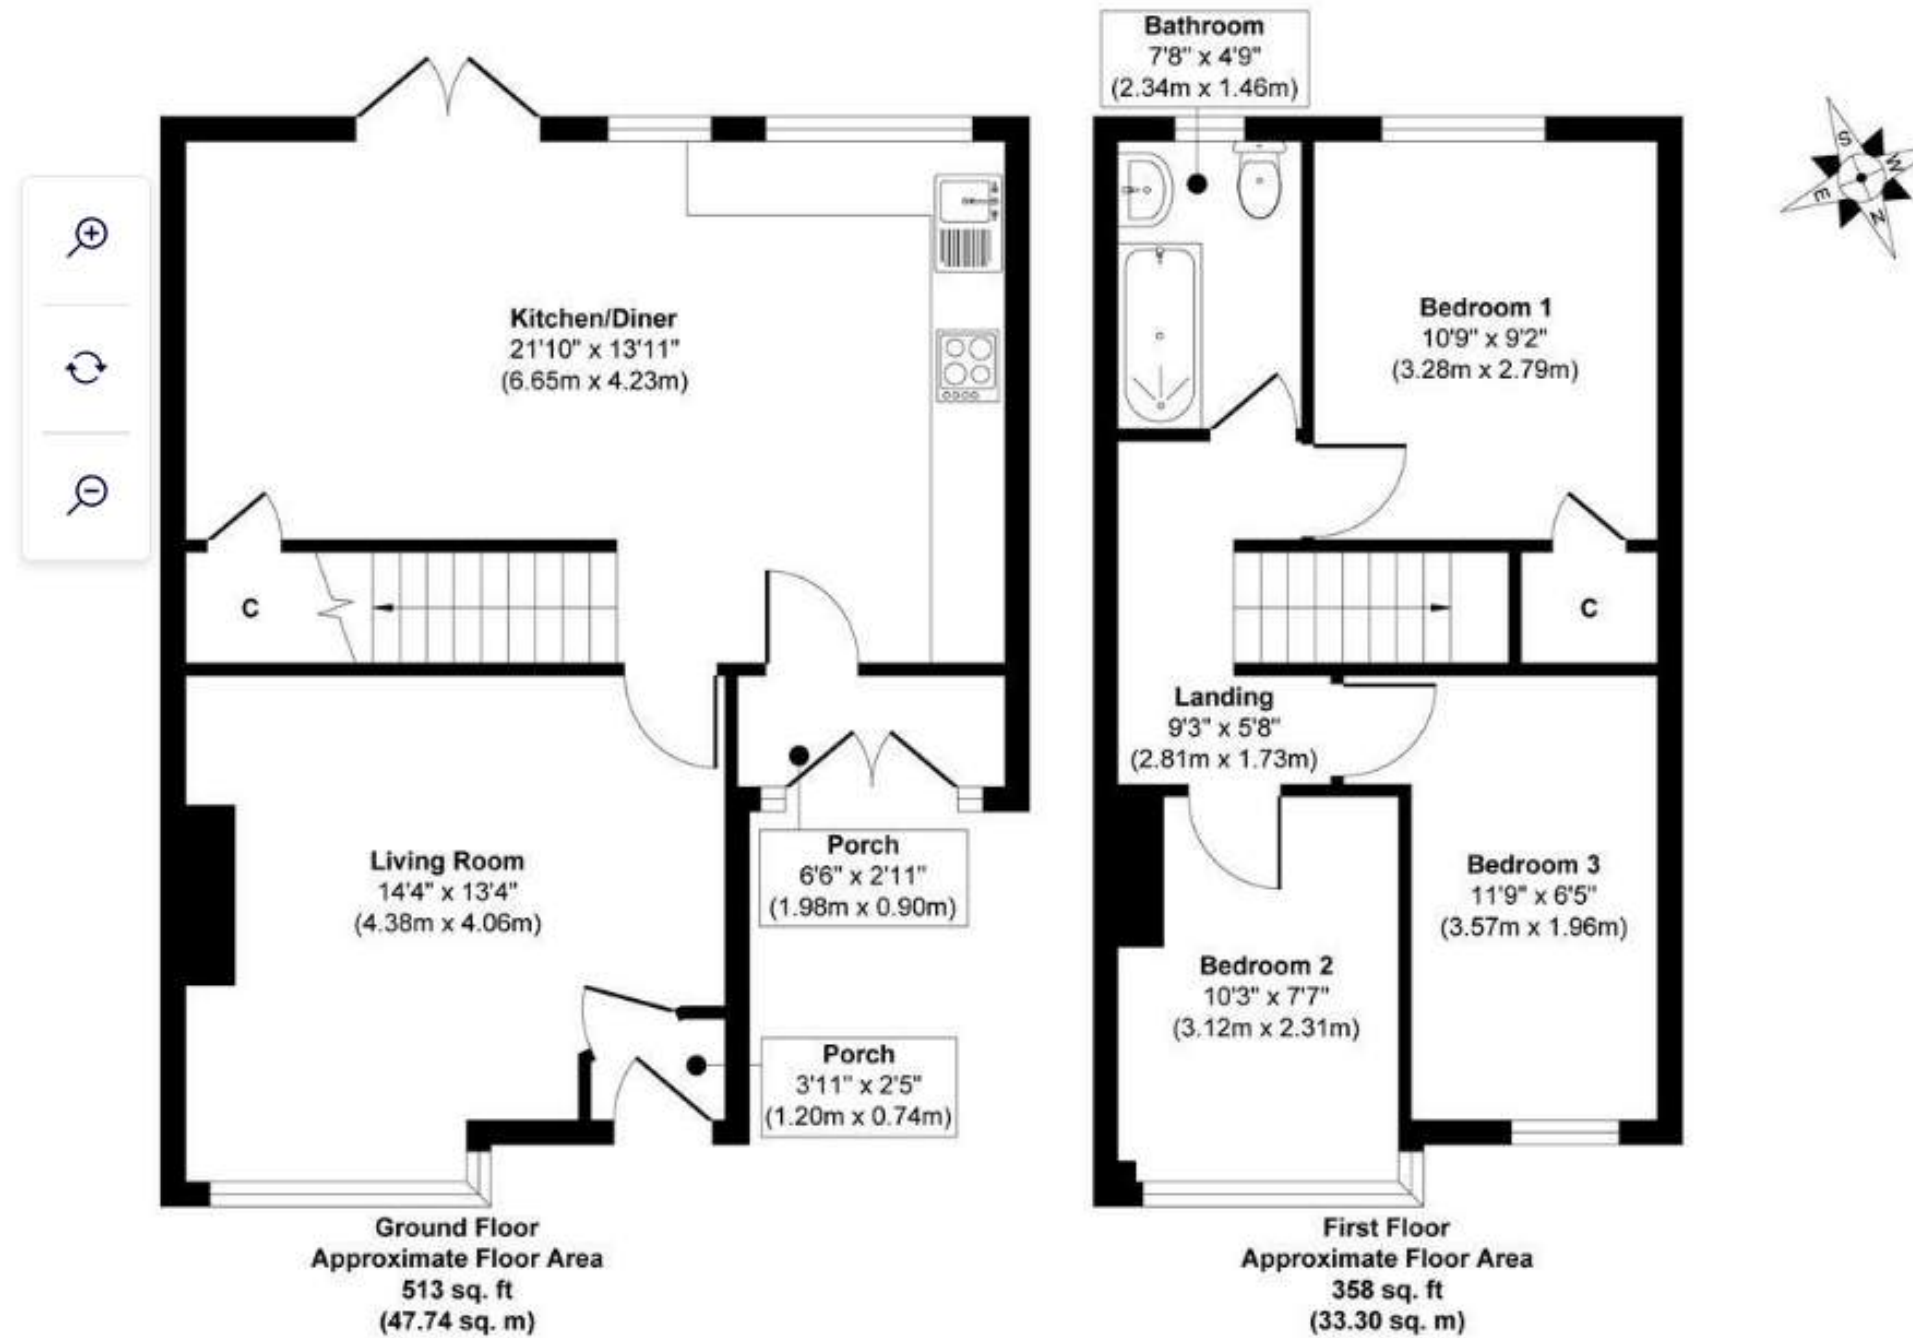 Bathroom
7'8" x 4'9"
(2.34m x 1.46m)
S
W
E
N
Kitchen/Diner
21'10" x 13'11"
(6.65m x 4.23m)
Bedroom 1
10'9" x 9'2"
(3.28m x 2.79m)
C
C
Landing
9'3" x 5'8"
(2.81m x 1.73m)
Living Room
14'4" x 13'4"
(4.38m x 4.06m)
Porch
6'6" x 2'11"
(1.98m x 0.90m)
Bedroom 3
11'9" x 6'5"
(3.57m x 1.96m)
Bedroom 2
10'3" x 7'7"
(3.12m x 2.31m)
Porch
3'11" x 2'5"
(1.20m x 0.74m)
Ground Floor
Approximate Floor Area
513 sq. ft
(47.74 sq. m)
First Floor
Approximate Floor Area
358 sq. ft
(33.30 sq. m)